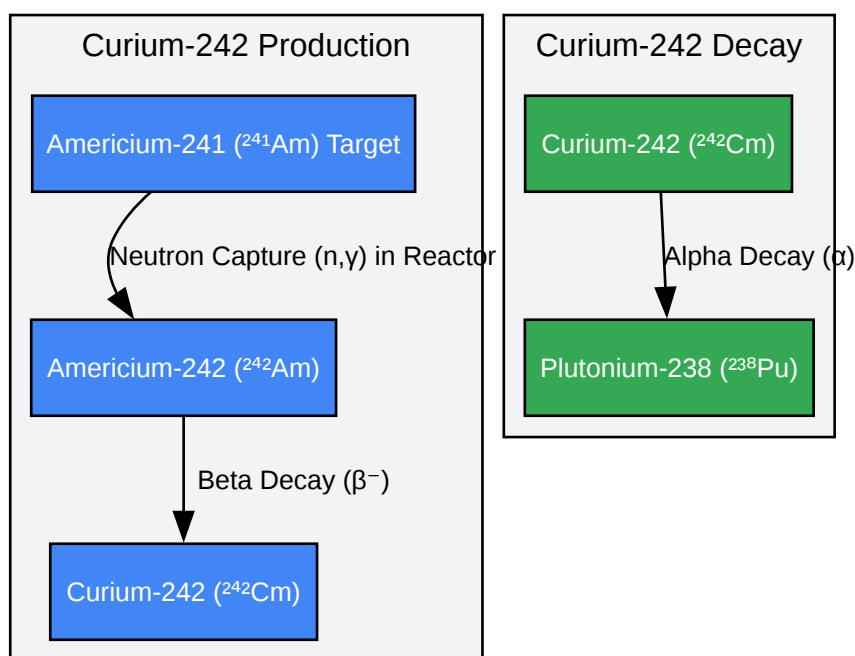 Curium-242 Production
Americium-241 (²⁴¹Am) Target
Neutron Capture (n,γ) in Reactor
Americium-242 (²⁴²Am)
Beta Decay (β⁻)
Curium-242 (²⁴²Cm)
Curium-242 Decay
Curium-242 (²⁴²Cm)
Alpha Decay (α)
Plutonium-238 (²³⁸Pu)